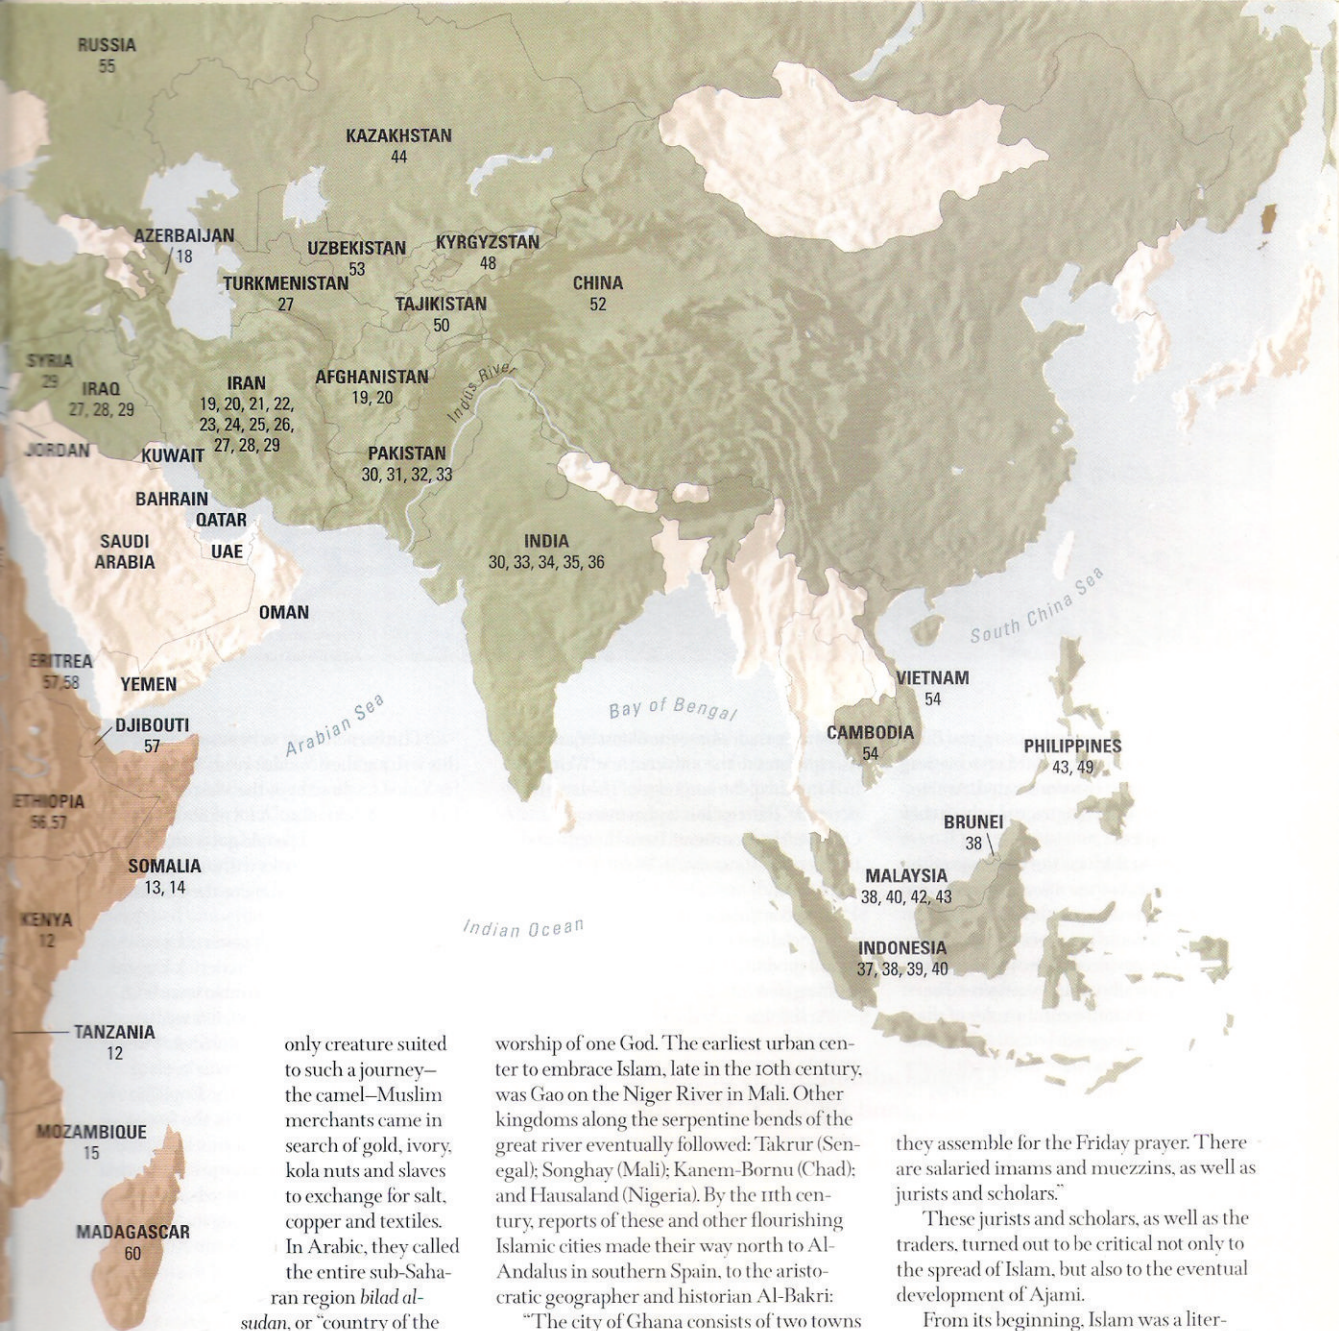 RUSSIA
55
KAZAKHSTAN
44
AZERBAIJAN
18
UZBEKISTAN
53
KYRGYZSTAN
48
TURKMENISTAN
27
TAJIKISTAN
50
CHINA
52
SYRIA
29
IRAQ
27, 28, 29
IRAN
19, 20, 21, 22,
23, 24, 25, 26,
27, 28, 29
AFGHANISTAN
19, 20
Indus River
JORDAN
KUWAIT
PAKISTAN
30, 31, 32, 33
BAHRAIN
QATAR
SAUDI
ARABIA
UAE
INDIA
30, 33, 34, 35, 36
OMAN
South China Sea
ERITREA
57,58
YEMEN
VIETNAM
54
DJIBOUTI
57
Arabian Sea
Bay of Bengal
CAMBODIA
54
PHILIPPINES
43, 49
ETHIOPIA
56,57
BRUNEI
38
SOMALIA
13, 14
MALAYSIA
38, 40, 42, 43
KENYA
12
Indian Ocean
INDONESIA
37, 38, 39, 40
TANZANIA
12
MOZAMBIQUE
15
MADAGASCAR
60
only creature suited
to such a journey—
the camel—Muslim
merchants came in
search of gold, ivory,
kola nuts and slaves
to exchange for salt,
copper and textiles.
In Arabic, they called
the entire sub-Saha-
ran region bilad al-
sudan, or “country of the
worship of one God. The earliest urban cen-
ter to embrace Islam, late in the 10th century,
was Gao on the Niger River in Mali. Other
kingdoms along the serpentine bends of the
great river eventually followed: Takrur (Sen-
egal); Songhay (Mali); Kanem-Bornu (Chad);
and Hausaland (Nigeria). By the 11th cen-
tury, reports of these and other flourishing
Islamic cities made their way north to Al-
Andalus in southern Spain, to the aristo-
cratic geographer and historian Al-Bakri:
“The city of Ghana consists of two towns
they assemble for the Friday prayer. There
are salaried imams and muezzins, as well as
jurists and scholars.”
These jurists and scholars, as well as the
traders, turned out to be critical not only to
the spread of Islam, but also to the eventual
development of Ajami.
From its beginning, Islam was a liter-